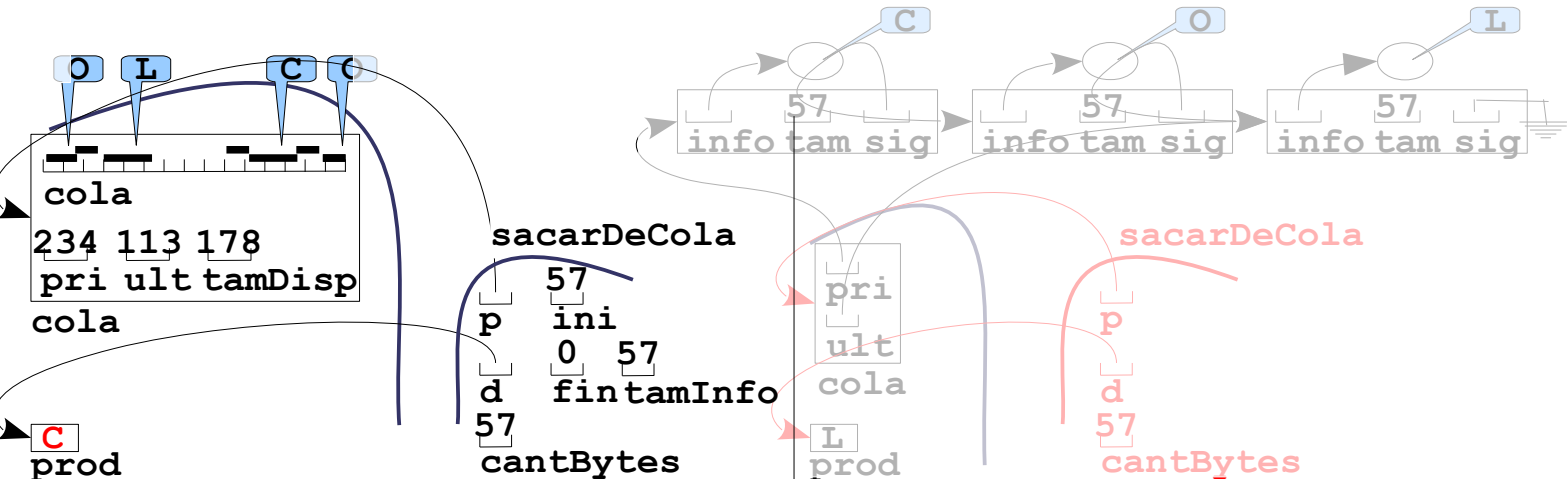 C O L
O L C O
57 57 57
info tam sig info tam sig info tam sig
cola
234 113 178
pri ult tamDisp
cola
sacarDeCola
57
p ini
0 57
d fin tamInfo
57
cantBytes
C
prod
pri
ult
cola
L
prod
sacarDeCola
p
d
57
cantBytes